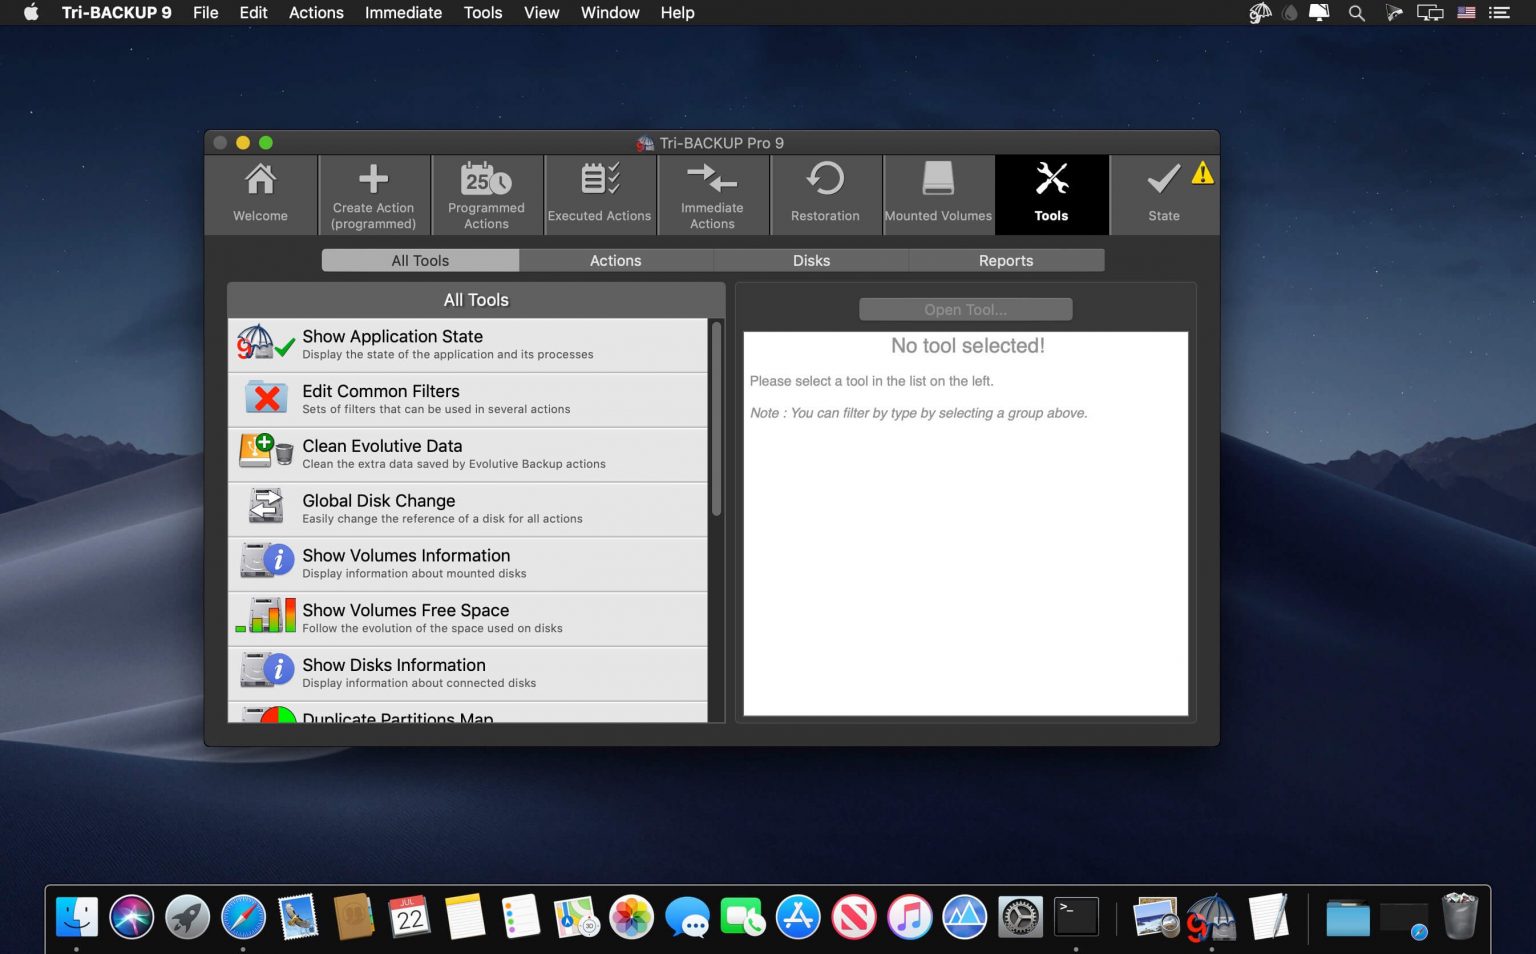 Tri-BACKUP 9 File Edit Actions Immediate Tools View Window Help
Tri-BACKUP Pro 9
Welcome
Create Action
(programmed)
25
Programmed
Actions
Executed Actions
Immediate
Actions
Restoration
Mounted Volumes
Tools
State
All Tools Actions Disks Reports
All Tools
Show Application State
Display the state of the application and its processes
Edit Common Filters
Sets of filters that can be used in several actions
Clean Evolutive Data
Clean the extra data saved by Evolutive Backup actions
Global Disk Change
Easily change the reference of a disk for all actions
Show Volumes Information
Display information about mounted disks
Show Volumes Free Space
Follow the evolution of the space used on disks
Show Disks Information
Display information about connected disks
Duplicate Partitions Map
Open Tool...
No tool selected!
Please select a tool in the list on the left.
Note : You can filter by type by selecting a group above.
JUL
22